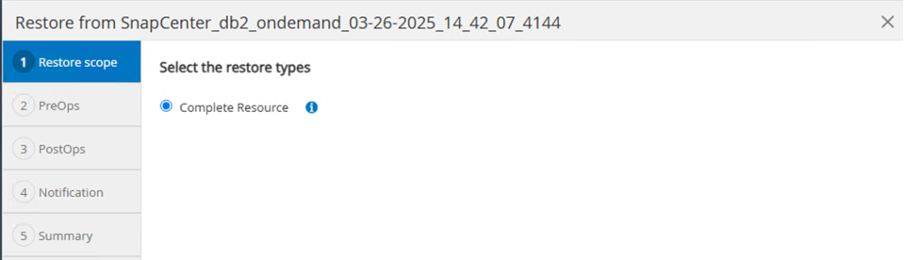 Restore from SnapCenter_db2_ondemand_03-26-2025_14_42_07_4144
1 Restore scope
Select the restore types
Complete Resource
2 PreOps
3 PostOps
4 Notification
5 Summary